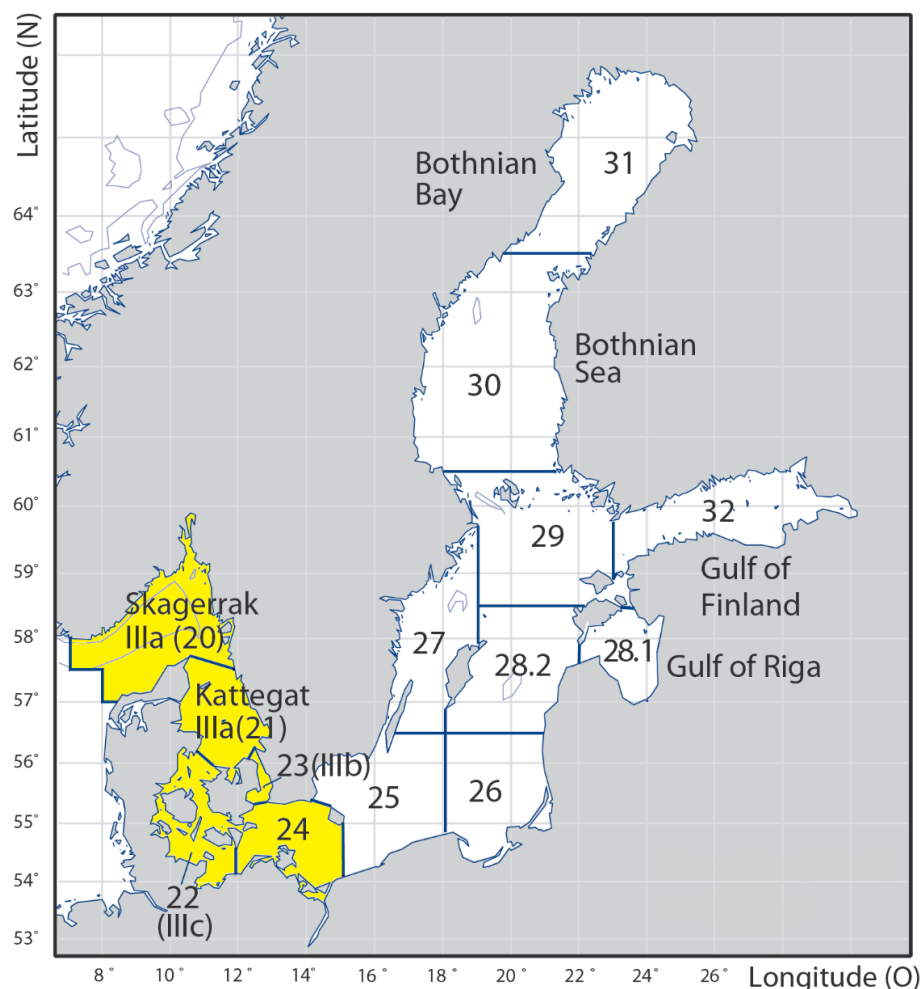 Latitude (N)
Bothnian
Bay
31
64°
63°
Bothnian
Sea
62°
30
61°
60°
32
29
59°
Gulf of
Finland
Skagerrak
IIIa (20)
58°
27
28.2
28.1
Gulf of Riga
57°
Kattegat
IIIa(21)
56°
23(IIIb)
25
26
55°
24
54°
22
(IIIc)
53°
8° 10° 12° 14° 16° 18° 20° 22° 24° 26°
Longitude (O)